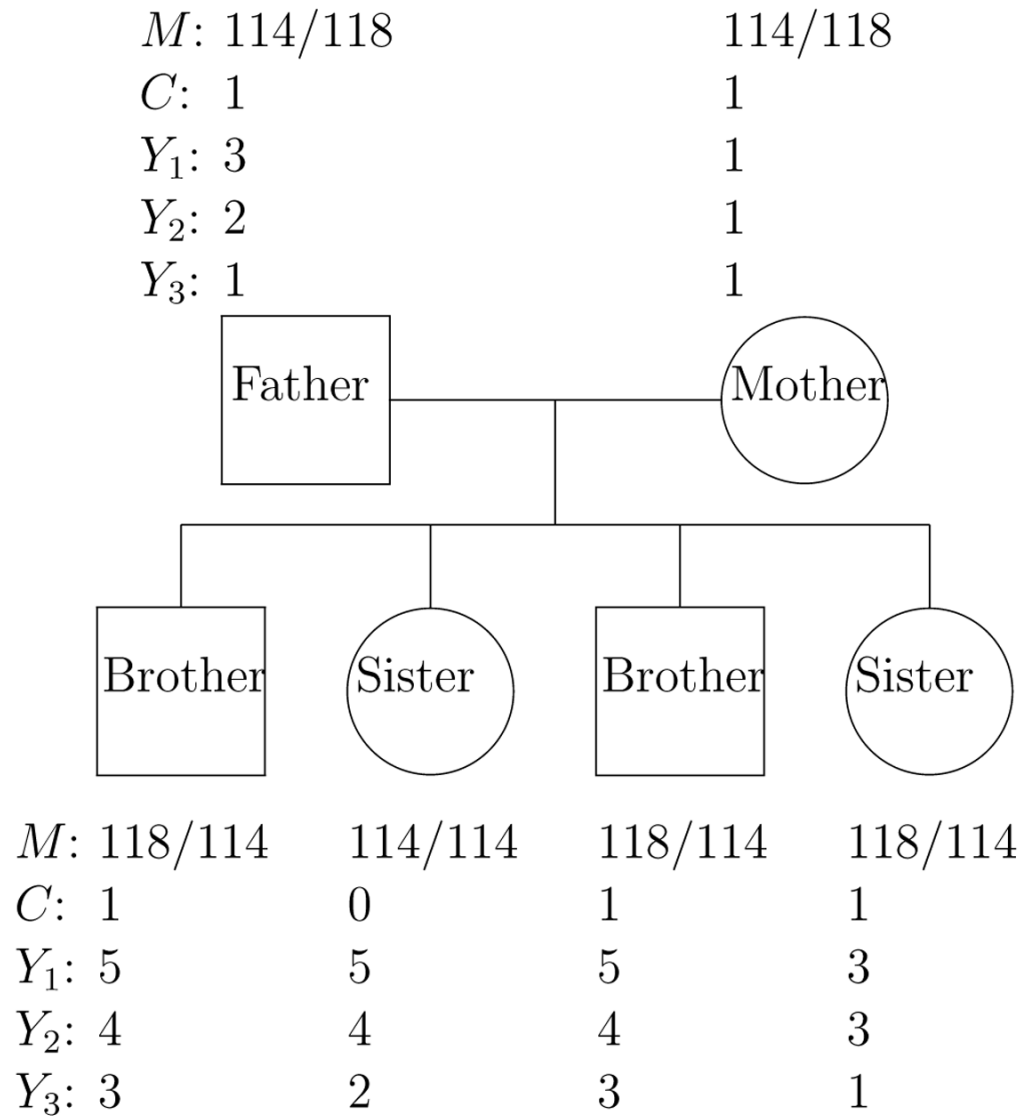 M: 114/118 114/118
C: 1 1
Y₁: 3 1
Y₂: 2 1
Y₃: 1 1
Father Mother
Brother Sister Brother Sister
M: 118/114 114/114 118/114 118/114
C: 1 0 1 1
Y₁: 5 5 5 3
Y₂: 4 4 4 3
Y₃: 3 2 3 1